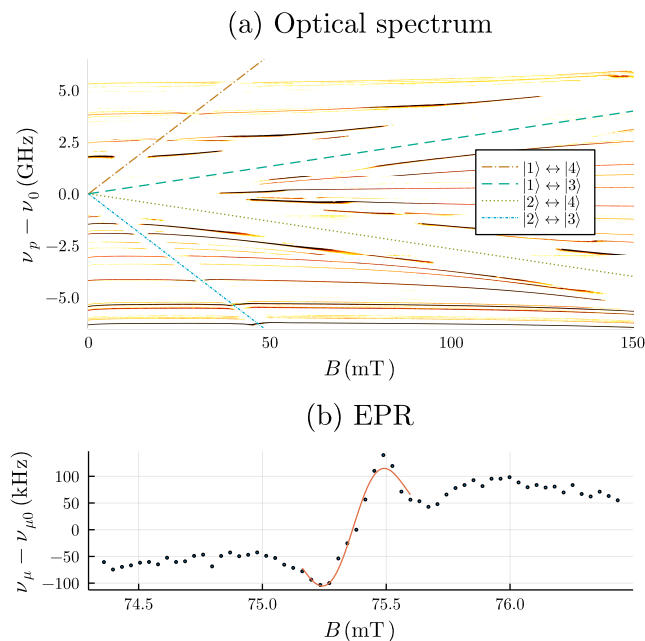 (a) Optical spectrum
5.0
2.5
0.0
−2.5
−5.0
ν_p − ν_0 (GHz)
|1⟩ ↔ |4⟩
|1⟩ ↔ |3⟩
|2⟩ ↔ |4⟩
|2⟩ ↔ |3⟩
0 50 100 150
B (mT)
(b) EPR
100
50
0
−50
−100
ν_μ − ν_μ0 (kHz)
74.5 75.0 75.5 76.0
B (mT)